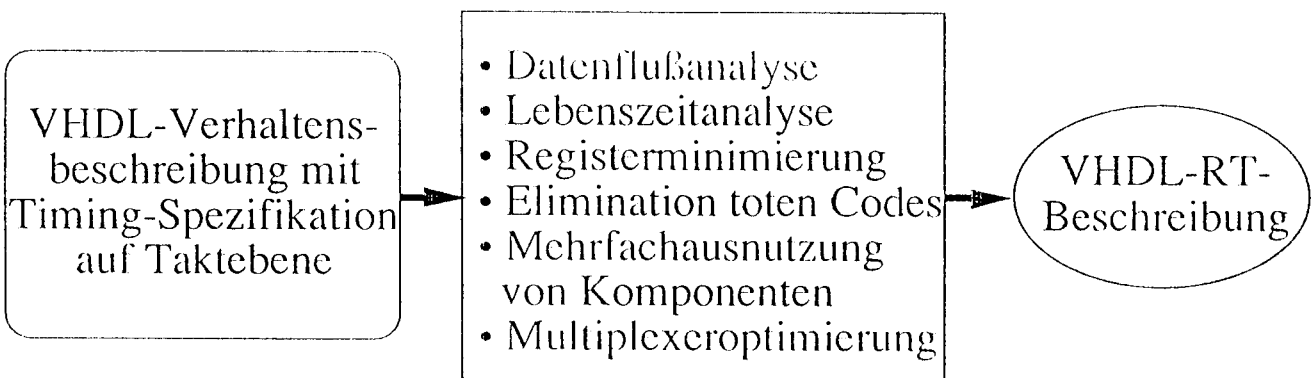 VHDL-Verhaltens-
beschreibung mit
Timing-Spezifikation
auf Taktebene
• Datenflußanalyse
• Lebenszeitanalyse
• Registerminimierung
• Elimination toten Codes
• Mehrfachausnutzung
von Komponenten
• Multiplexeroptimierung
VHDL-RT-
Beschreibung